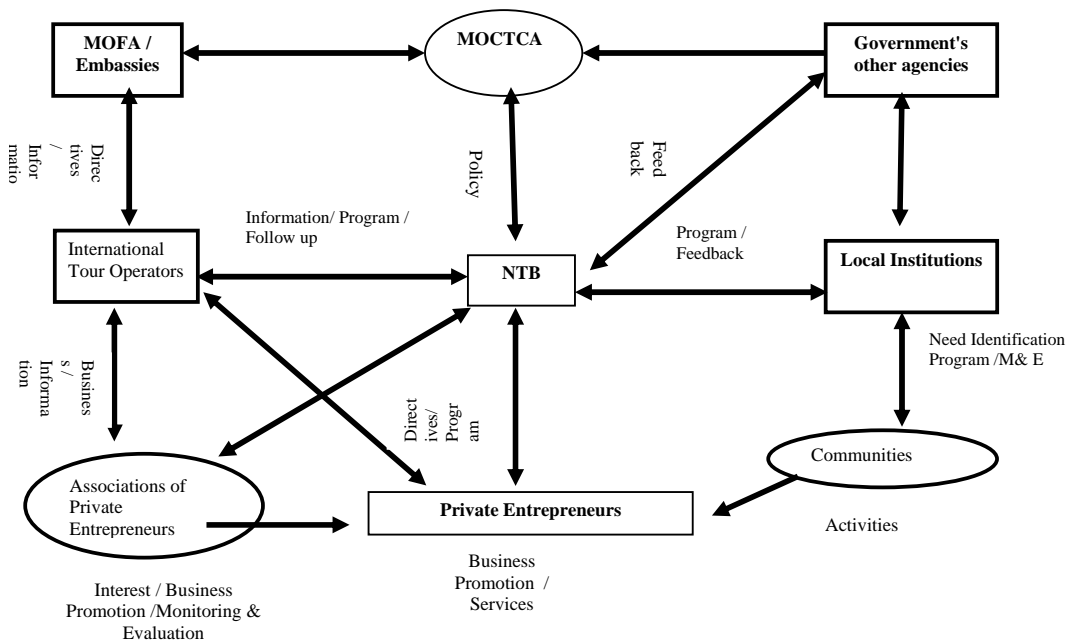 MOFA /
Embassies
MOCTCA
Government's
other agencies
Direc
tives
/
Infor
matio
Policy
Feed
back
Information/ Program /
Follow up
Program /
Feedback
International
Tour Operators
NTB
Local Institutions
Need Identification
Program /M& E
Busines
s /
Informa
tion
Direct
ives/
Progr
am
Communities
Associations of
Private
Entrepreneurs
Private Entrepreneurs
Activities
Business
Promotion /
Services
Interest / Business
Promotion /Monitoring &
Evaluation